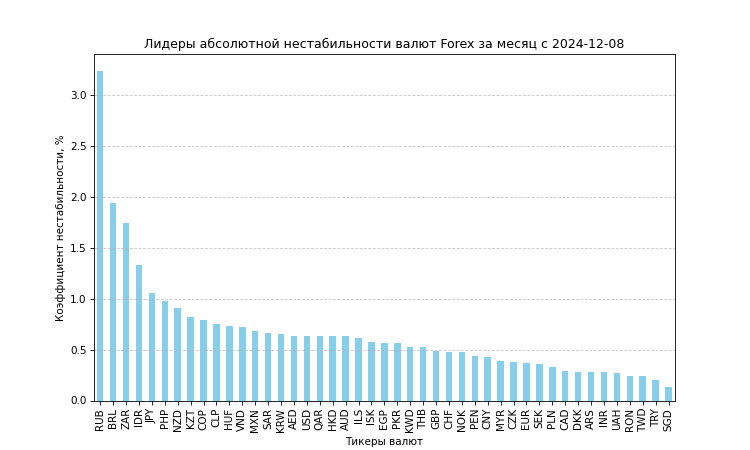 Лидеры абсолютной нестабильности валют Forex за месяц с 2024-12-08
Коэффициент нестабильности, %
3.0
2.5
2.0
1.5
1.0
0.5
0.0
RUB
BRL
ZAR
IDR
JPY
PHP
NZD
KZT
COP
CLP
HUF
VND
MXN
SAR
KRW
AED
USD
QAR
HKD
AUD
ILS
ISK
EGP
PKR
KWD
THB
GBP
CHF
NOK
PEN
CNY
MYR
CZK
EUR
SEK
PLN
CAD
DKK
ARS
INR
UAH
RON
TWD
TRY
SGD
Тикеры валют